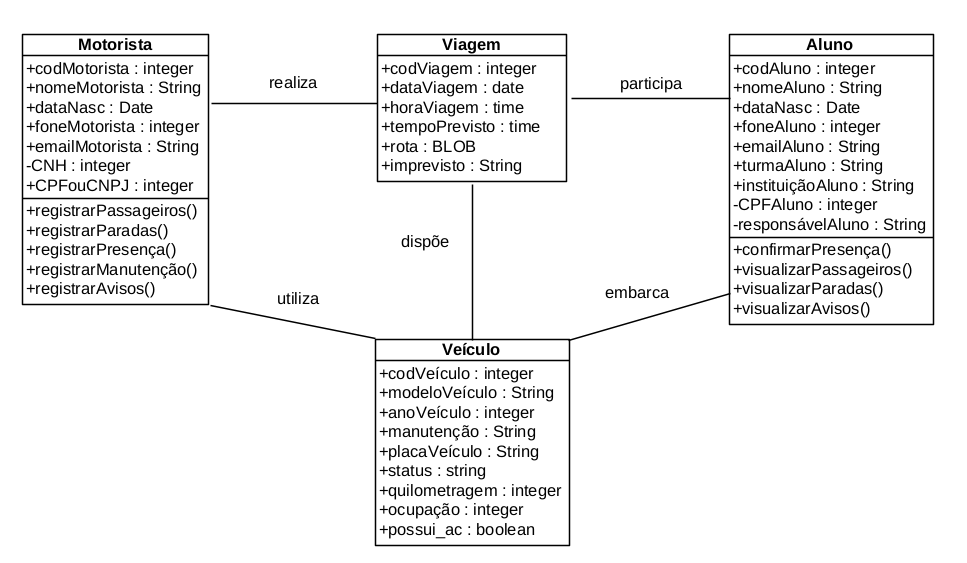 Motorista
+codMotorista : integer
+nomeMotorista : String
+dataNasc : Date
+foneMotorista : integer
+emailMotorista : String
-CNH : integer
+CPFouCNPJ : integer
+registrarPassageiros()
+registrarParadas()
+registrarPresença()
+registrarManutenção()
+registrarAvisos()
realiza
Viagem
+codViagem : integer
+dataViagem : date
+horaViagem : time
+tempoPrevisto : time
+rota : BLOB
+imprevisto : String
participa
Aluno
+codAluno : integer
+nomeAluno : String
+dataNasc : Date
+foneAluno : integer
+emailAluno : String
+turmaAluno : String
+instituiçãoAluno : String
-CPFAluno : integer
-responsávelAluno : String
+confirmarPresença()
+visualizarPassageiros()
+visualizarParadas()
+visualizarAvisos()
dispõe
utiliza
embarca
Veículo
+codVeículo : integer
+modeloVeículo : String
+anoVeículo : integer
+manutenção : String
+placaVeículo : String
+status : string
+quilometragem : integer
+ocupação : integer
+possui_ac : boolean